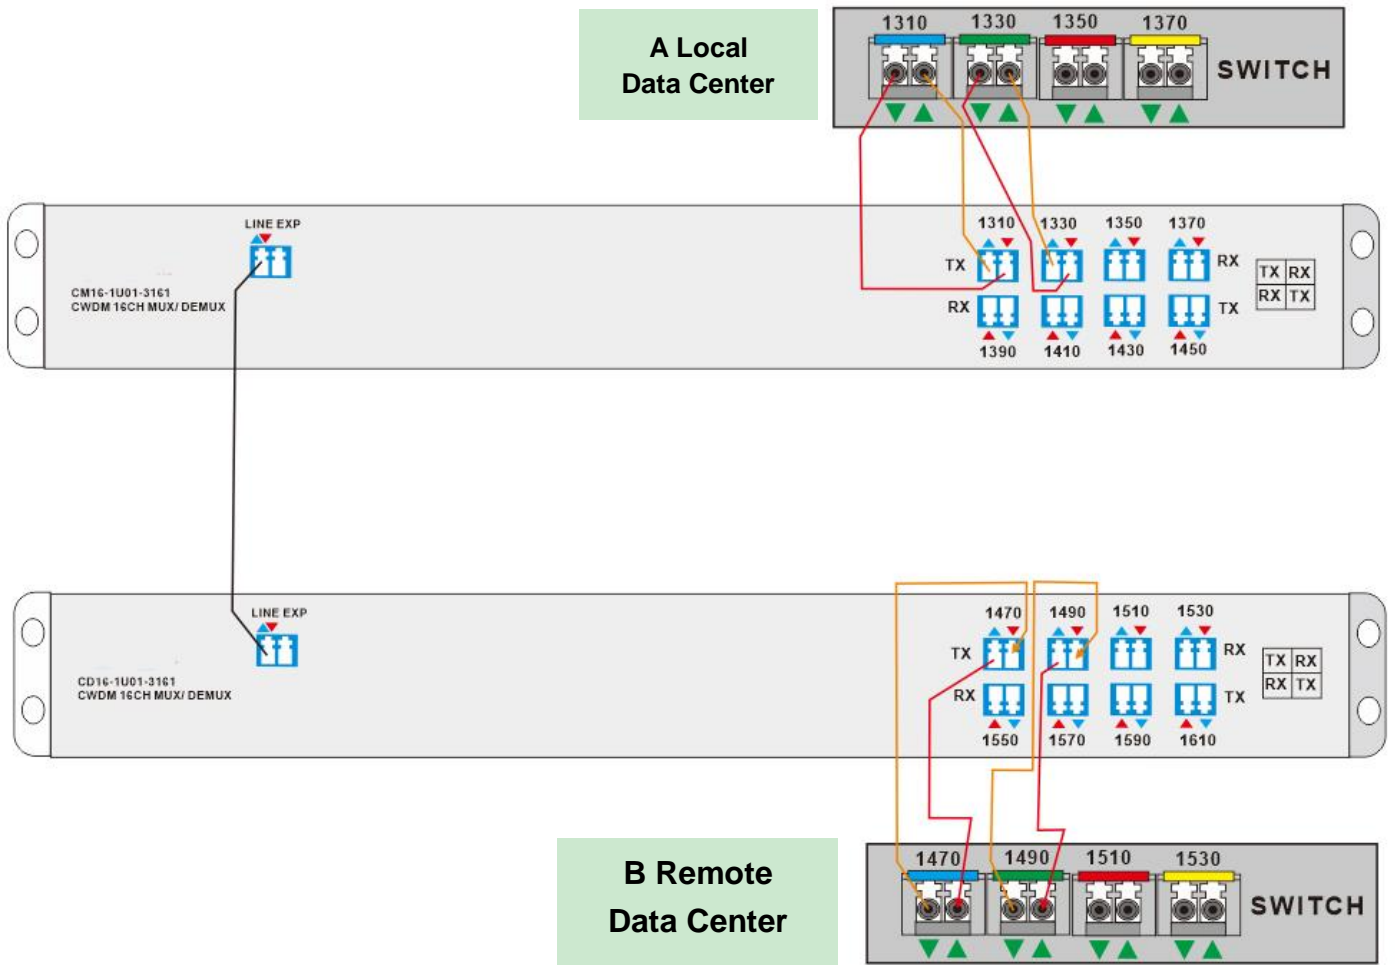 A Local
Data Center
1310 1330 1350 1370
SWITCH
LINE EXP
1310 1330 1350 1370
TX RX
TX RX
RX TX
CM16-1U01-3161
CWDM 16CH MUX/ DEMUX
RX TX
1390 1410 1430 1450
LINE EXP
1470 1490 1510 1530
TX RX
TX RX
RX TX
CD16-1U01-3161
CWDM 16CH MUX/ DEMUX
RX TX
1550 1570 1590 1610
B Remote
Data Center
1470 1490 1510 1530
SWITCH